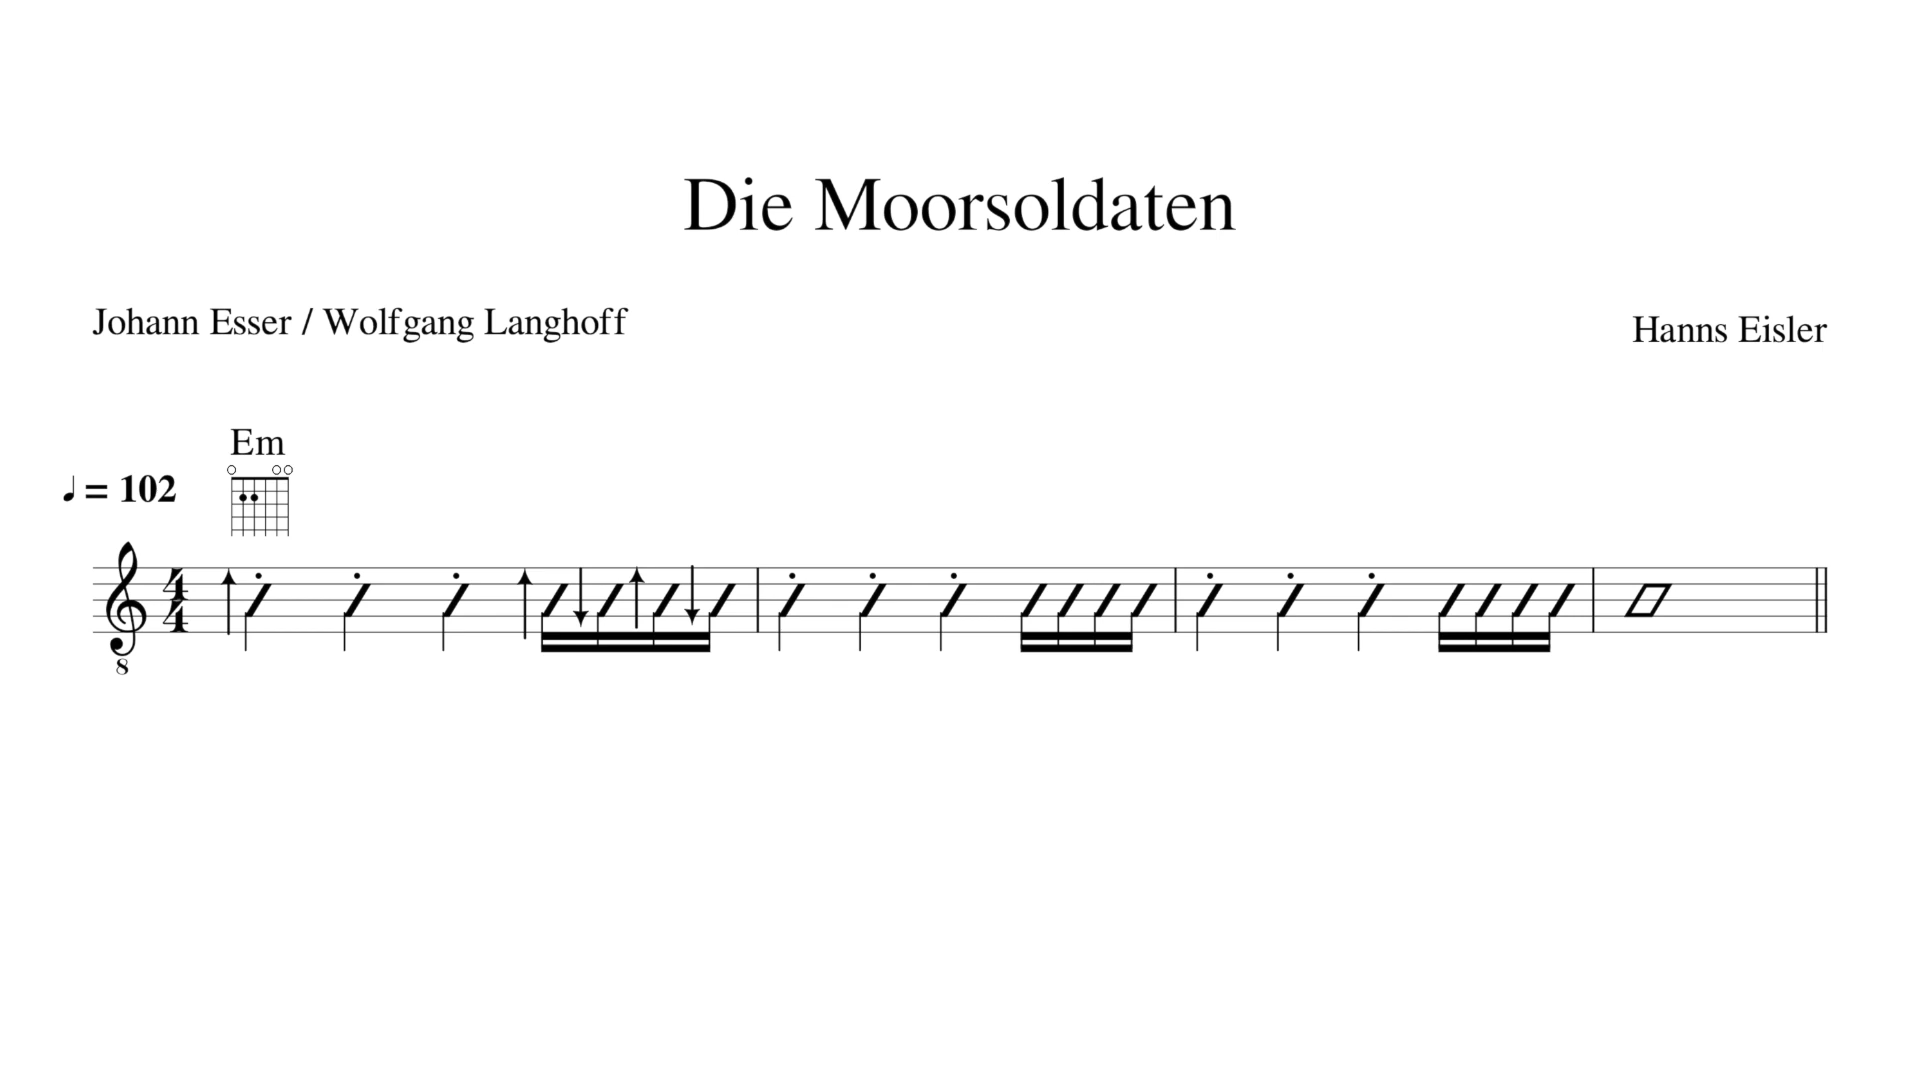 Die Moorsoldaten
Johann Esser / Wolfgang Langhoff
Hanns Eisler
Em
♩ = 102
4
4
8